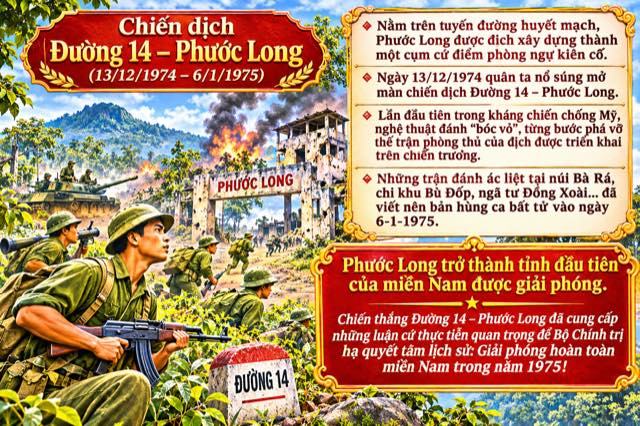 Chiến dịch
Đường 14 – Phước Long
(13/12/1974 – 6/1/1975)
Nằm trên tuyến đường huyết mạch,
Phước Long được địch xây dựng thành
một cụm cứ điểm phòng ngự kiên cố.
Ngày 13/12/1974 quân ta nổ súng mở
màn chiến dịch Đường 14 – Phước Long.
Lần đầu tiên trong kháng chiến chống Mỹ,
nghệ thuật đánh “bóc vỏ”, từng bước phá vỡ
thế trận phòng thủ của địch được triển khai
trên chiến trường.
Những trận đánh ác liệt tại núi Bà Rá,
chi khu Bù Đốp, ngã tư Đồng Xoài... đã
viết nên bản hùng ca bất tử vào ngày
6-1-1975.
PHƯỚC LONG
Phước Long trở thành tỉnh đầu tiên
của miền Nam được giải phóng.
Chiến thắng Đường 14 – Phước Long đã cung cấp
những luận cứ thực tiễn quan trọng để Bộ Chính trị
hạ quyết tâm lịch sử: Giải phóng hoàn toàn
miền Nam trong năm 1975!
ĐƯỜNG 14